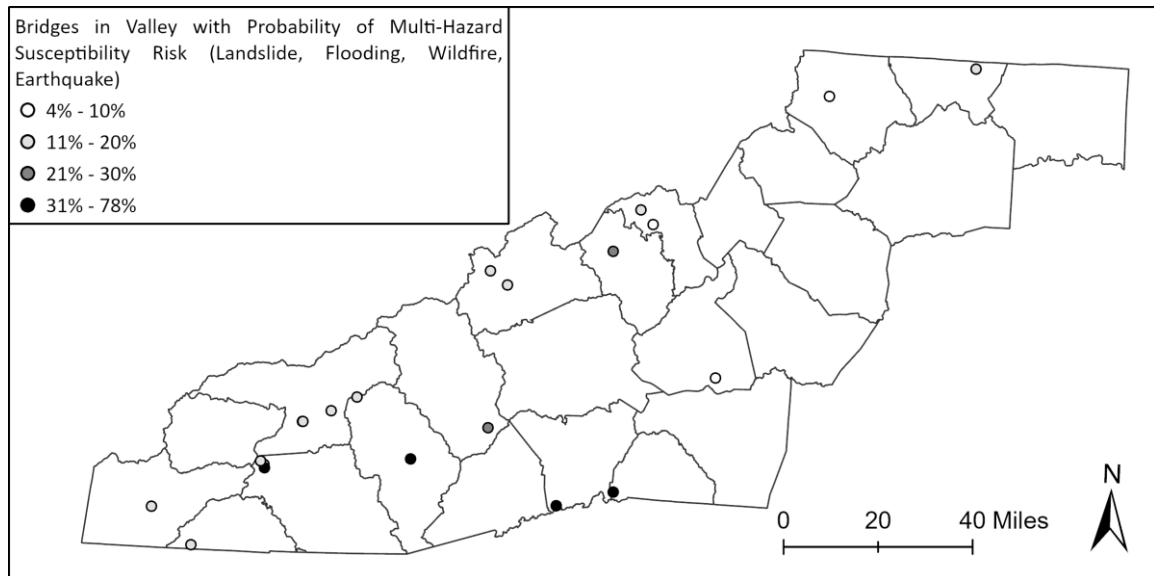 Bridges in Valley with Probability of Multi-Hazard
Susceptibility Risk (Landslide, Flooding, Wildfire,
Earthquake)
4% - 10%
11% - 20%
21% - 30%
31% - 78%
N
0 20 40 Miles